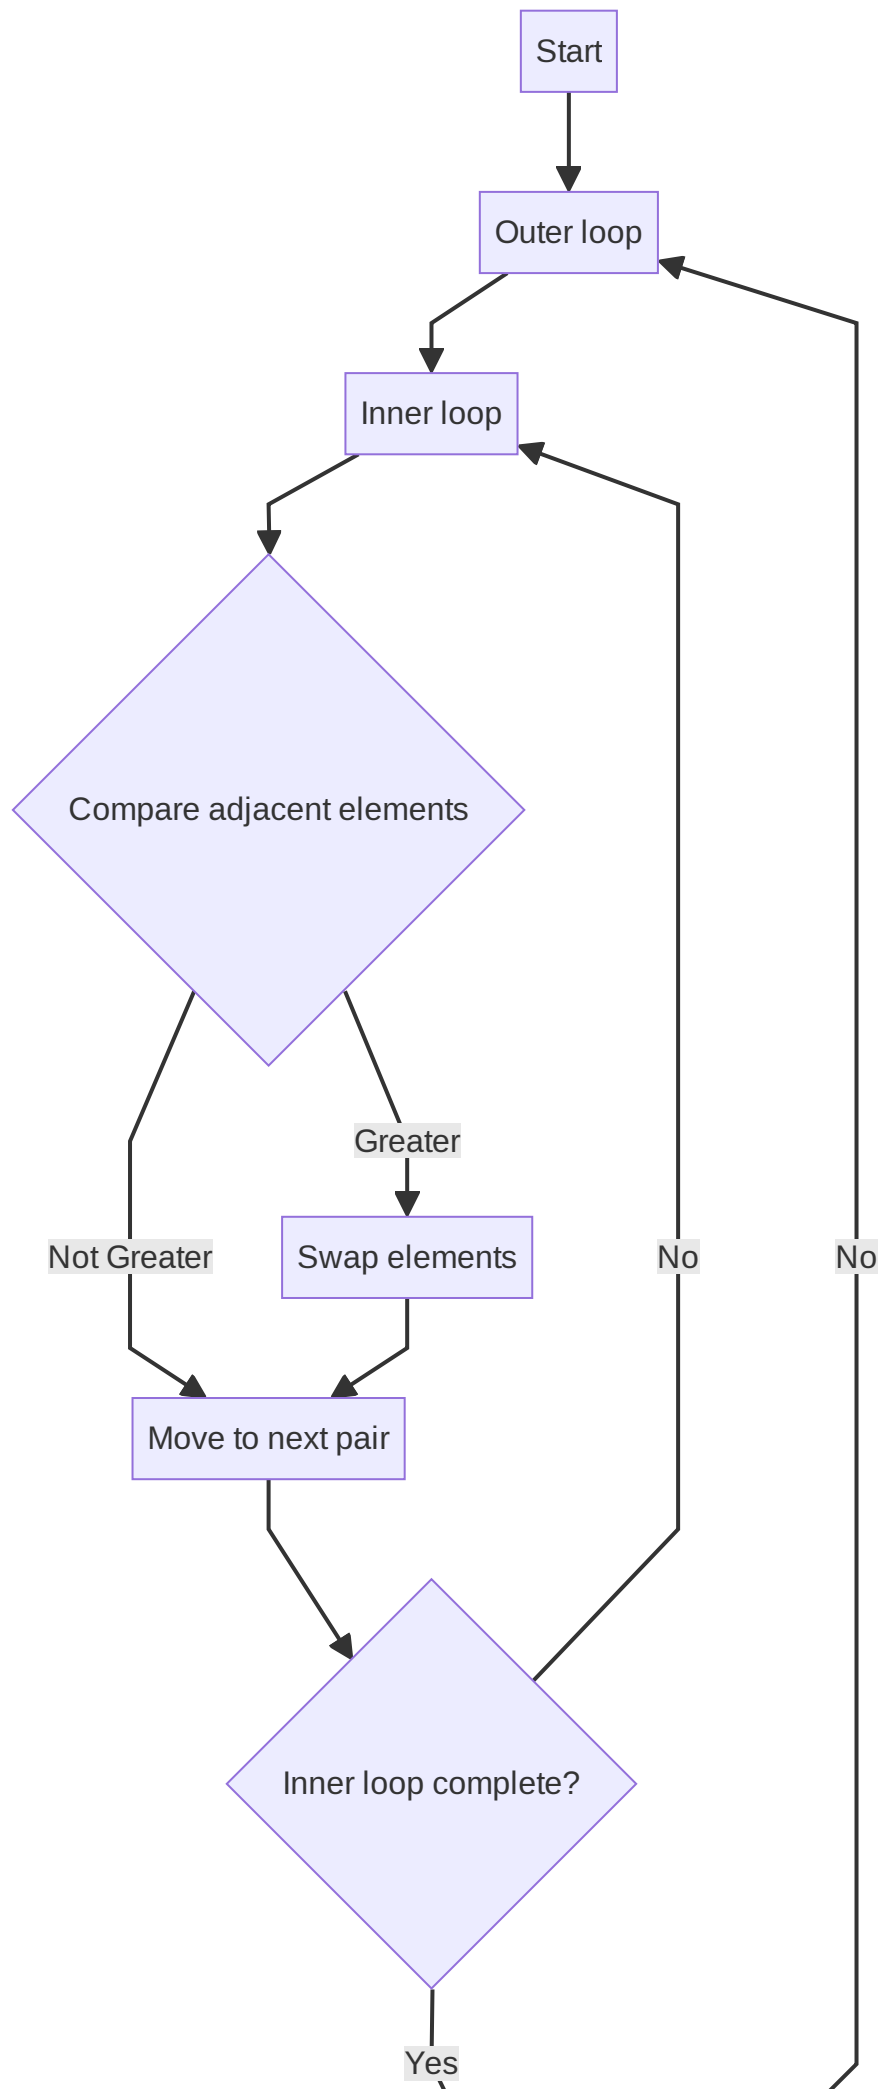 Start
Outer loop
Inner loop
Compare adjacent elements
Greater
Not Greater
Swap elements
No
No
Move to next pair
Inner loop complete?
Yes